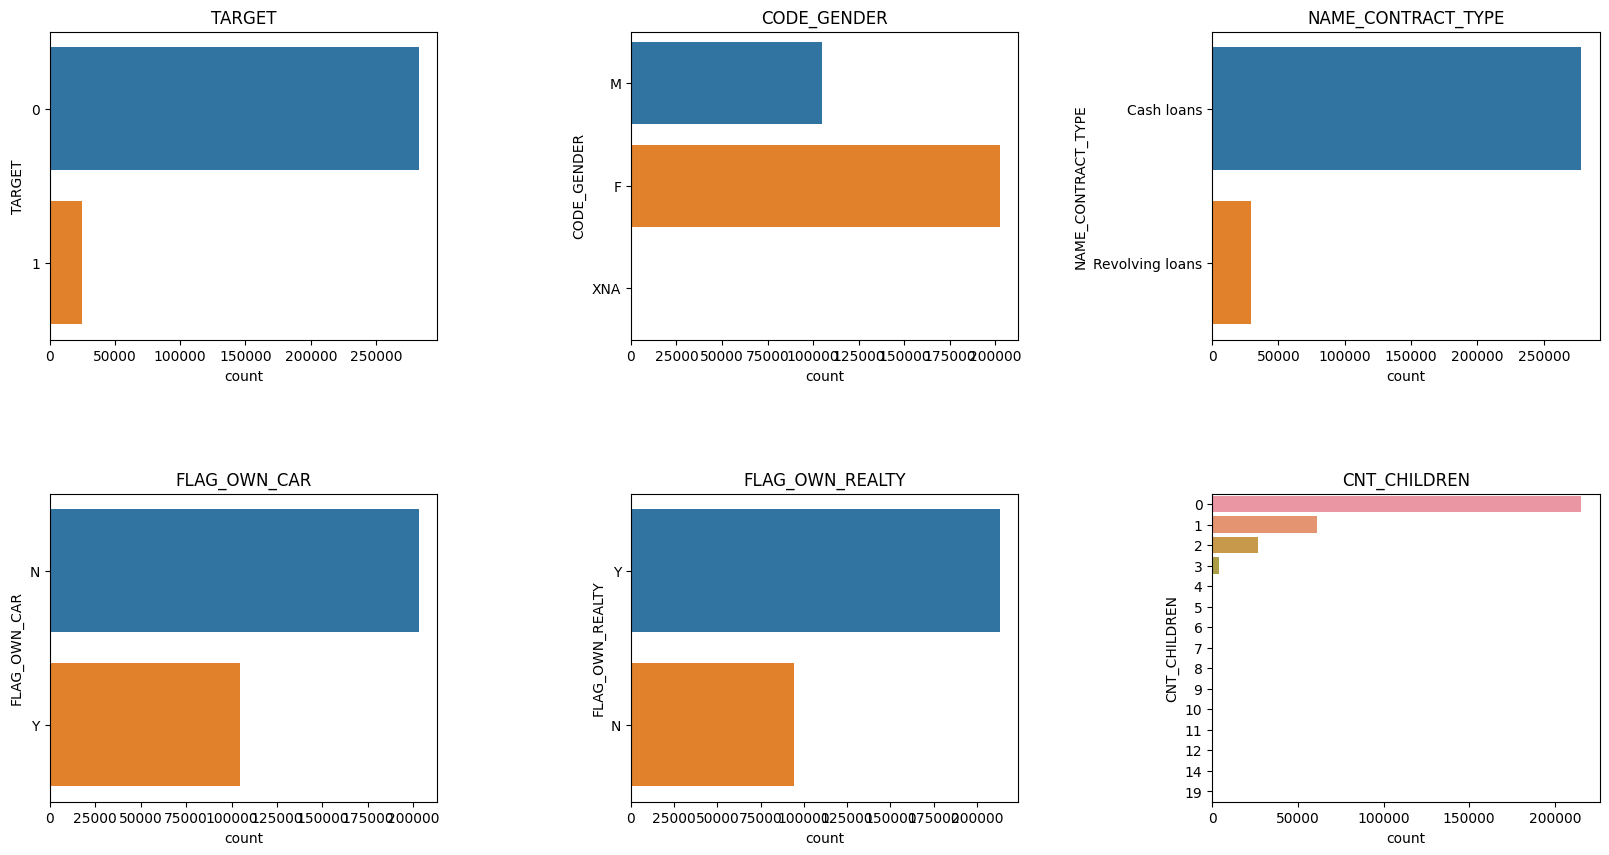 TARGET
CODE_GENDER
NAME_CONTRACT_TYPE
0
1
TARGET
0 50000 100000 150000 200000 250000
count
M
F
XNA
CODE_GENDER
0 25000 50000 75000 100000 125000 150000 175000 200000
count
Cash loans
Revolving loans
NAME_CONTRACT_TYPE
0 50000 100000 150000 200000 250000
count
FLAG_OWN_CAR
FLAG_OWN_REALTY
CNT_CHILDREN
N
Y
FLAG_OWN_CAR
0 25000 50000 75000 100000 125000 150000 175000 200000
count
Y
N
FLAG_OWN_REALTY
0 25000 50000 75000 100000 125000 150000 175000 200000
count
0
1
2
3
4
5
6
7
8
9
10
11
12
14
19
CNT_CHILDREN
0 50000 100000 150000 200000
count